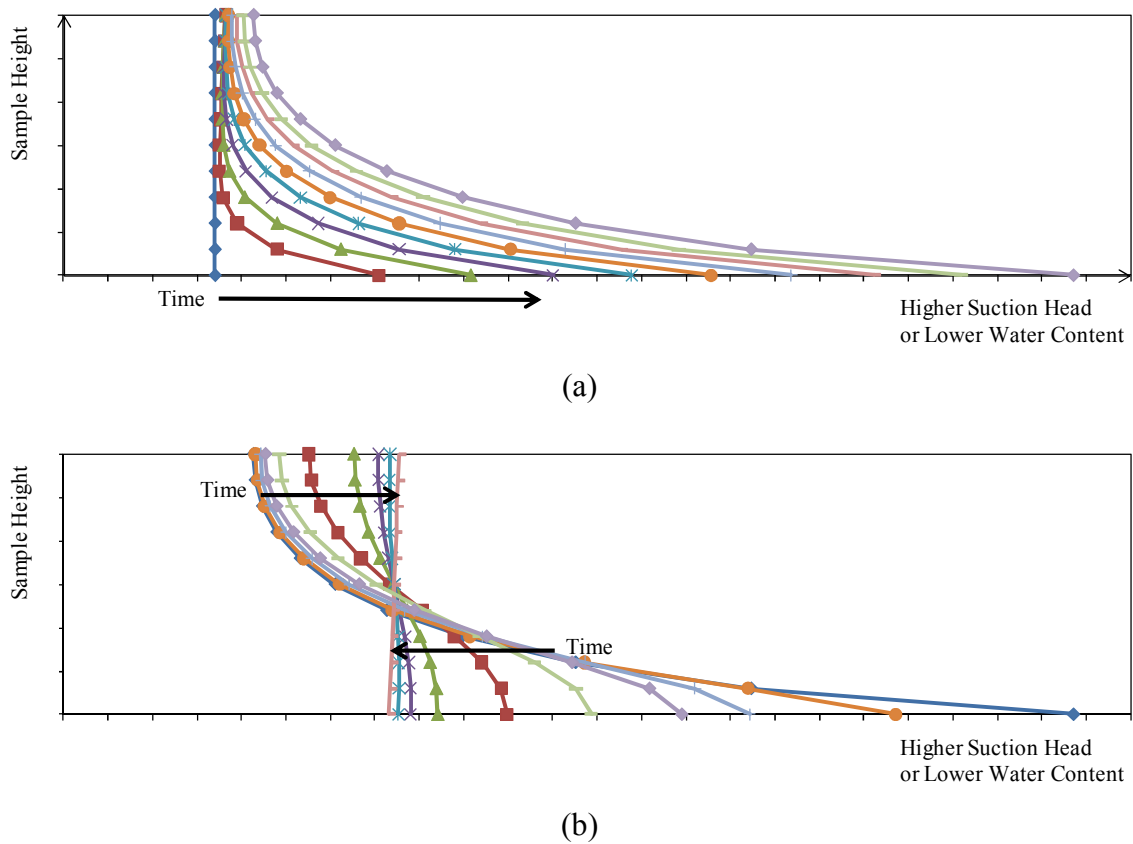 Sample Height
Time
Higher Suction Head
or Lower Water Content
(a)
Sample Height
Time
Time
Higher Suction Head
or Lower Water Content
(b)